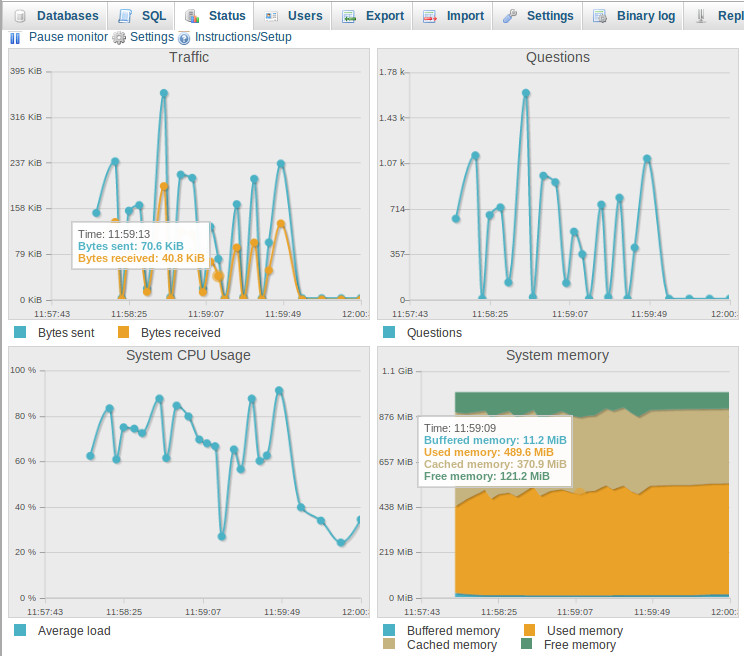 Databases SQL Status Users Export Import Settings Binary log Repl
Pause monitor Settings Instructions/Setup
Traffic
395 KiB
316 KiB
237 KiB
158 KiB
79 KiB
0 KiB
Time: 11:59:13
Bytes sent: 70.6 KiB
Bytes received: 40.8 KiB
11:57:43 11:58:25 11:59:07 11:59:49 12:00:
Bytes sent Bytes received
Questions
1.78 k
1.43 k
1.07 k
714
357
0
11:57:43 11:58:25 11:59:07 11:59:49 12:00:
Questions
System CPU Usage
100 %
80 %
60 %
40 %
20 %
0 %
11:57:43 11:58:25 11:59:07 11:59:49 12:00:
Average load
System memory
1.1 GiB
876 MiB
657 MiB
438 MiB
219 MiB
0 MiB
Time: 11:59:09
Buffered memory: 11.2 MiB
Used memory: 489.6 MiB
Cached memory: 370.9 MiB
Free memory: 121.2 MiB
11:57:43 11:58:25 11:59:07 11:59:49 12:00:
Buffered memory Used memory
Cached memory Free memory